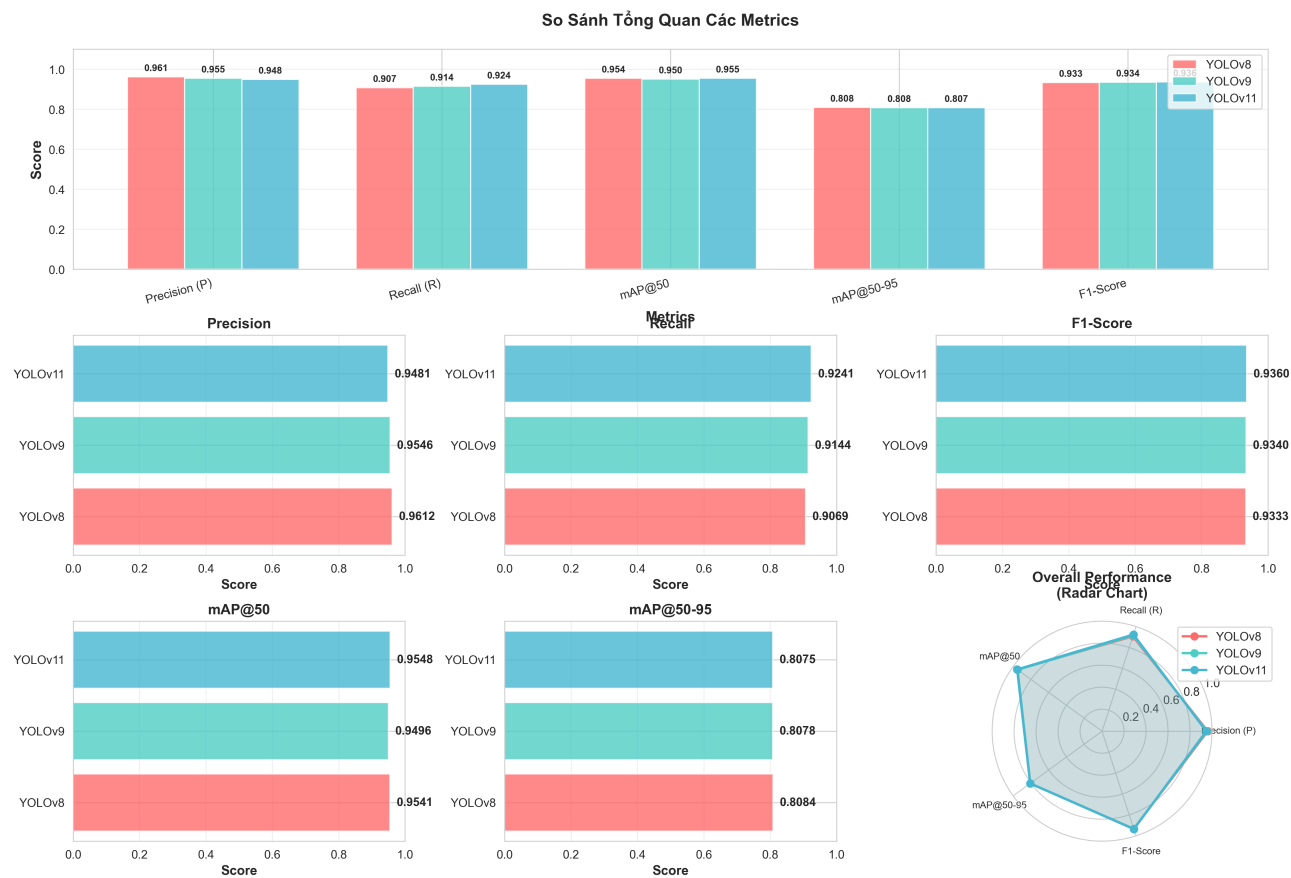 So Sánh Tổng Quan Các Metrics
Score
1.0
0.8
0.6
0.4
0.2
0.0
0.961
0.955
0.948
0.907
0.914
0.924
0.954
0.950
0.955
0.808
0.808
0.807
0.933
0.934
0.936
YOLOv8
YOLOv9
YOLOv11
Precision (P)
Recall (R)
mAP@50
mAP@50-95
F1-Score
Metrics
Precision
YOLOv11
0.9481
YOLOv9
0.9546
YOLOv8
0.9612
0.0 0.2 0.4 0.6 0.8 1.0
Score
Recall
YOLOv11
0.9241
YOLOv9
0.9144
YOLOv8
0.9069
0.0 0.2 0.4 0.6 0.8 1.0
Score
F1-Score
YOLOv11
0.9360
YOLOv9
0.9340
YOLOv8
0.9333
0.0 0.2 0.4 0.6 0.8 1.0
Score
mAP@50
YOLOv11
0.9548
YOLOv9
0.9496
YOLOv8
0.9541
0.0 0.2 0.4 0.6 0.8 1.0
Score
mAP@50-95
YOLOv11
0.8075
YOLOv9
0.8078
YOLOv8
0.8084
0.0 0.2 0.4 0.6 0.8 1.0
Score
Overall Performance
(Radar Chart)
Recall (R)
mAP@50
mAP@50-95
F1-Score
Precision (P)
0.2 0.4 0.6 0.8 1.0
YOLOv8
YOLOv9
YOLOv11